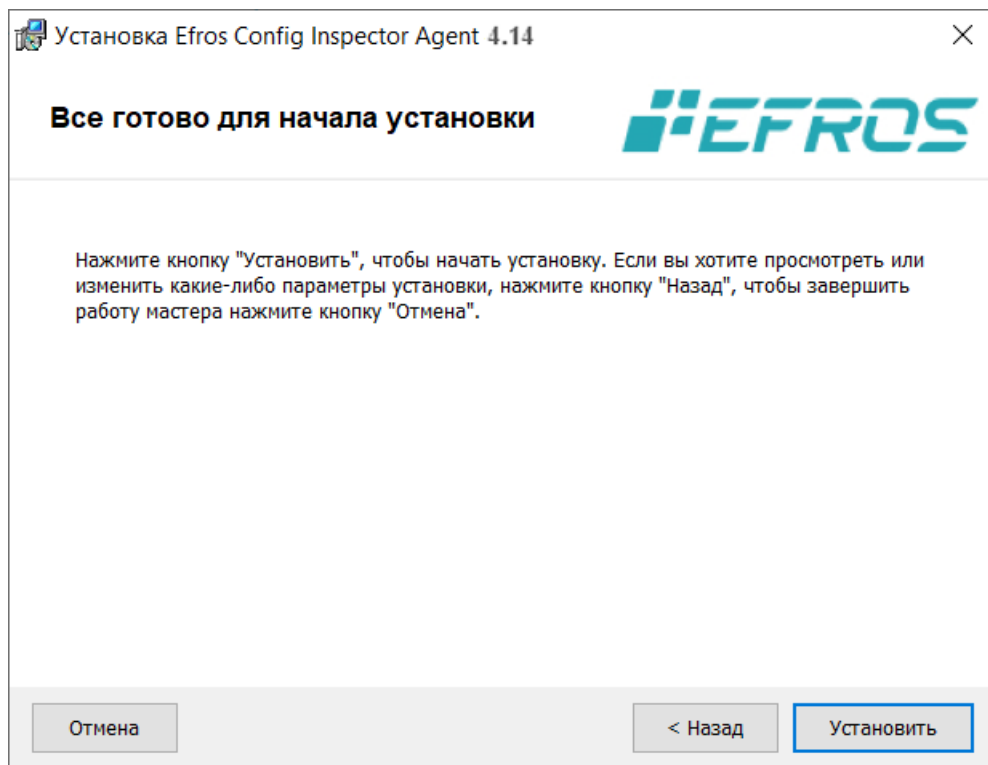 Установка Efros Config Inspector Agent 4.14
Все готово для начала установки
EFROS
Нажмите кнопку "Установить", чтобы начать установку. Если вы хотите просмотреть или
изменить какие-либо параметры установки, нажмите кнопку "Назад", чтобы завершить
работу мастера нажмите кнопку "Отмена".
Отмена
< Назад
Установить